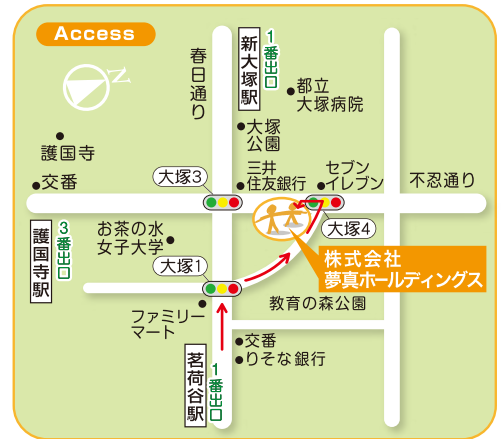 Access
N
春日通り
新大塚駅
1番出口
都立
大塚病院
大塚
公園
護国寺
交番
大塚3
三井
住友銀行
セブン
イレブン
不忍通り
護国寺駅
3番出口
お茶の水
女子大学
大塚4
株式会社
夢真ホールディングス
大塚1
教育の森公園
ファミリー
マート
茗荷谷駅
1番出口
交番
りそな銀行